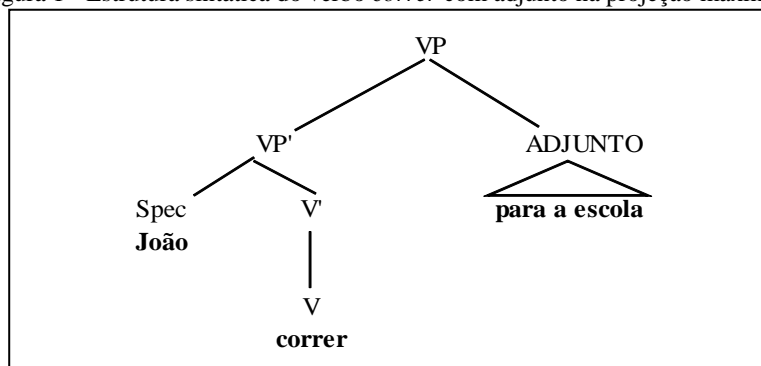 VP
VP' ADJUNTO
Spec V' para a escola
João
V
correr